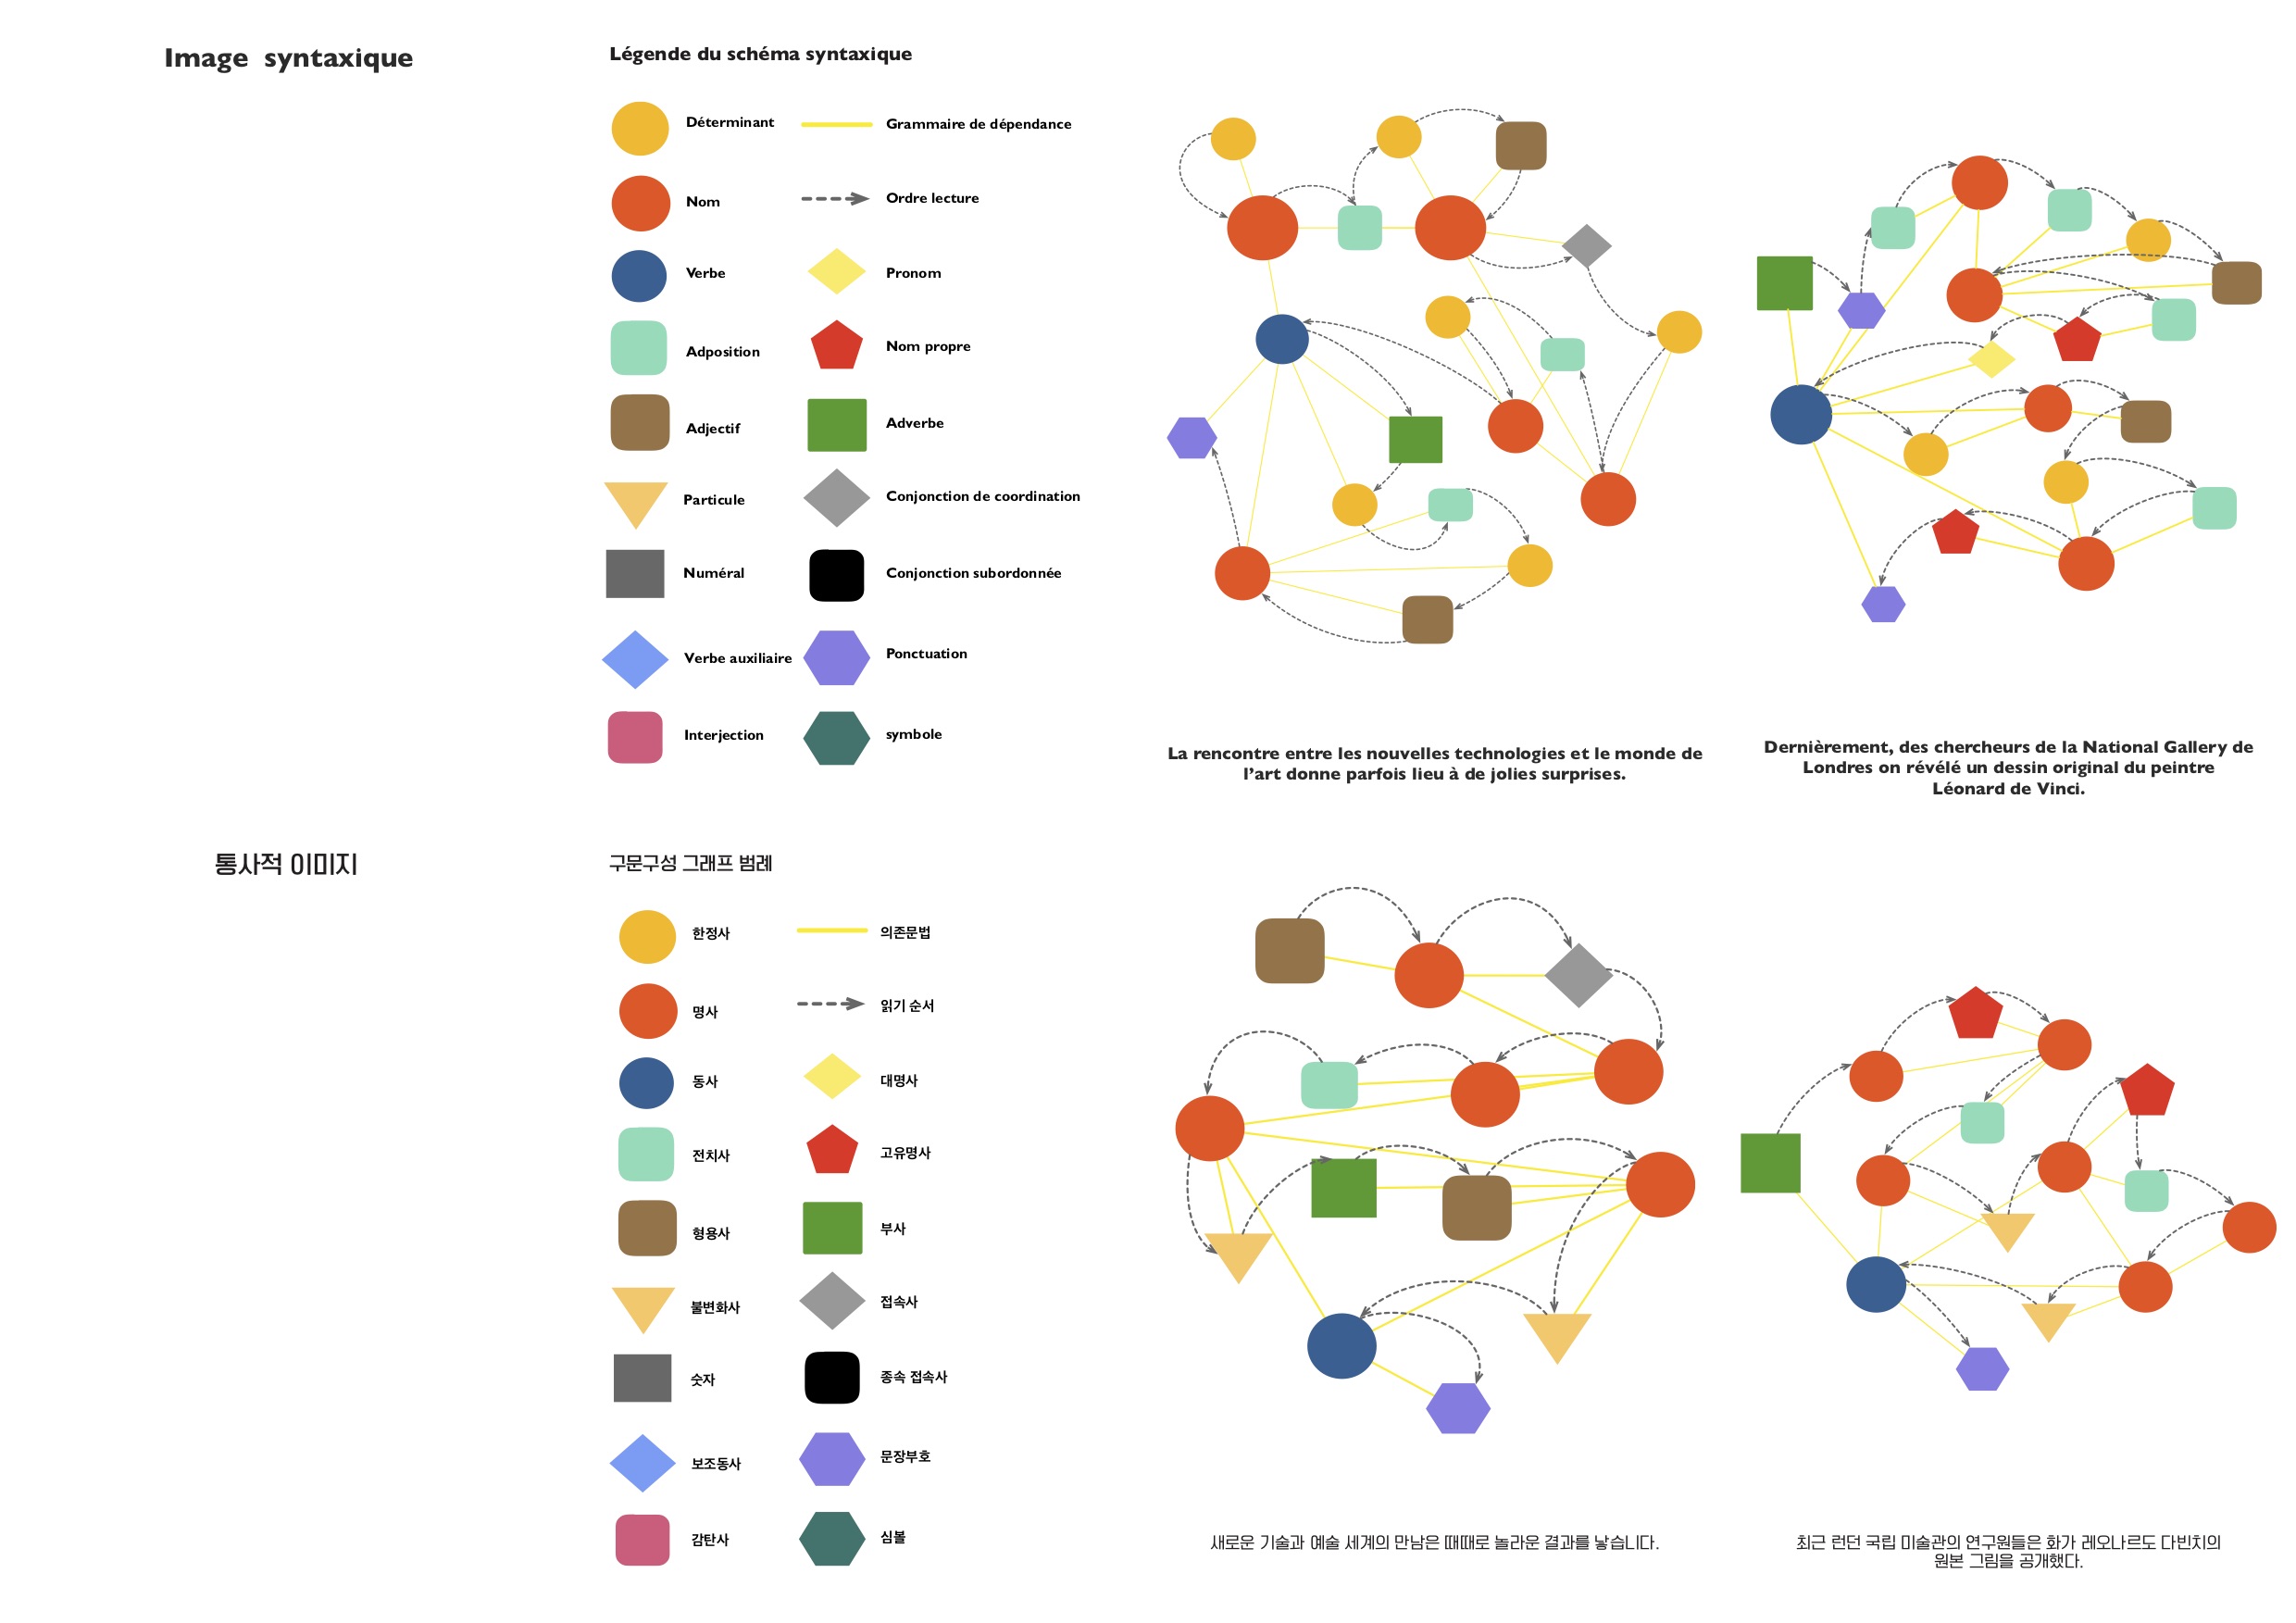 Image syntaxique
Légende du schéma syntaxique
Déterminant
Grammaire de dépendance
Nom
Ordre lecture
Verbe
Pronom
Adposition
Nom propre
Adjectif
Adverbe
Particule
Conjonction de coordination
Numéral
Conjonction subordonnée
Verbe auxiliaire
Ponctuation
Interjection
symbole
La rencontre entre les nouvelles technologies et le monde de
l’art donne parfois lieu à de jolies surprises.
Dernièrement, des chercheurs de la National Gallery de
Londres on révélé un dessin original du peintre
Léonard de Vinci.
통사적 이미지
구문구성 그래프 범례
한정사
의존문법
명사
읽기 순서
동사
대명사
전치사
고유명사
형용사
부사
불변화사
접속사
숫자
종속 접속사
보조동사
문장부호
감탄사
심볼
새로운 기술과 예술 세계의 만남은 때때로 놀라운 결과를 낳습니다.
최근 런던 국립 미술관의 연구원들은 화가 레오나르도 다빈치의
원본 그림을 공개했다.